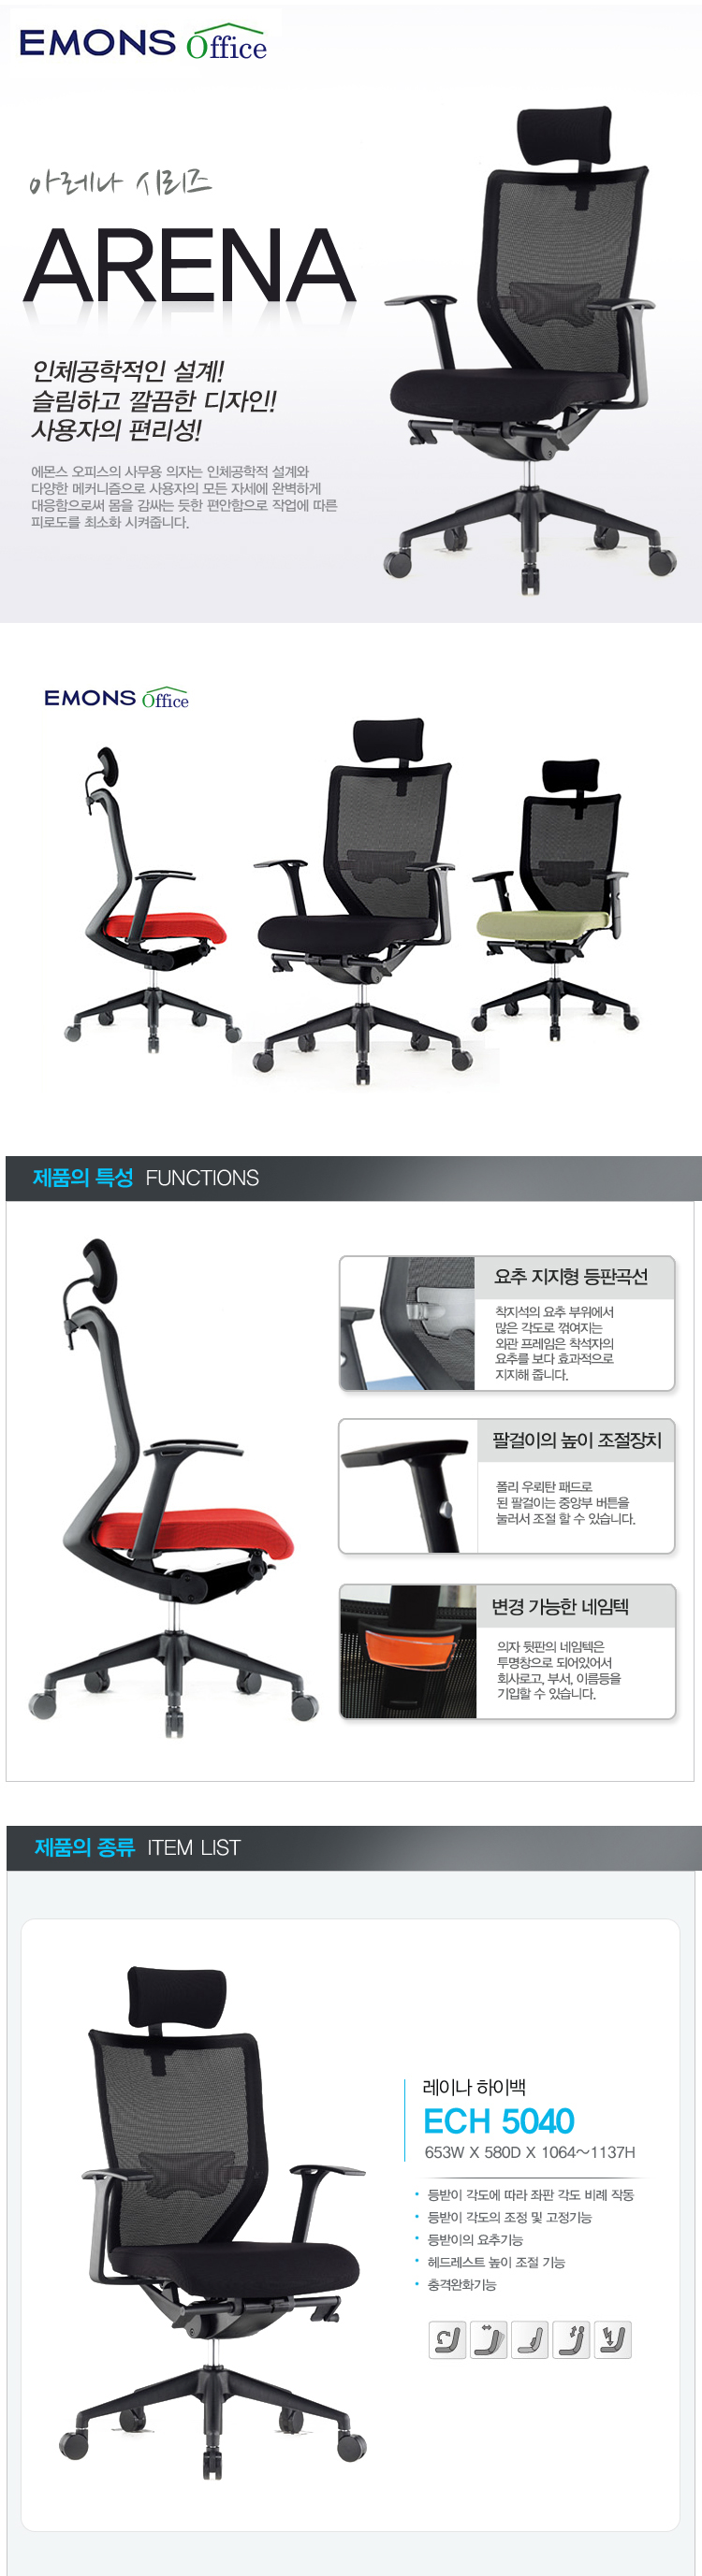 EMONS Office
아레나 시리즈
ARENA
인체공학적인 설계!
슬림하고 깔끔한 디자인!
사용자의 편리성!
에몬스 오피스의 사무용 의자는 인체공학적 설계와
다양한 메커니즘으로 사용자의 모든 자세에 완벽하게
대응함으로써 몸을 감싸는 듯한 편안함으로 작업에 따른
피로도를 최소화 시켜줍니다.
EMONS Office
제품의 특성 FUNCTIONS
요추 지지형 등판곡선
착지석의 요추 부위에서
많은 각도로 꺾여지는
외관 프레임은 착석자의
요추를 보다 효과적으로
지지해 줍니다.
팔걸이의 높이 조절장치
폴리 우뢰탄 패드로
된 팔걸이는 중앙부 버튼을
눌러서 조절 할 수 있습니다.
변경 가능한 네임텍
의자 뒷판의 네임텍은
투명창으로 되어있어서
회사로고, 부서, 이름등을
기입할 수 있습니다.
제품의 종류 ITEM LIST
레이나 하이백
ECH 5040
653W X 580D X 1064~1137H
• 등받이 각도에 따라 좌판 각도 비례 작동
• 등받이 각도의 조정 및 고정기능
• 등받이의 요추기능
• 헤드레스트 높이 조절 기능
• 충격완화기능